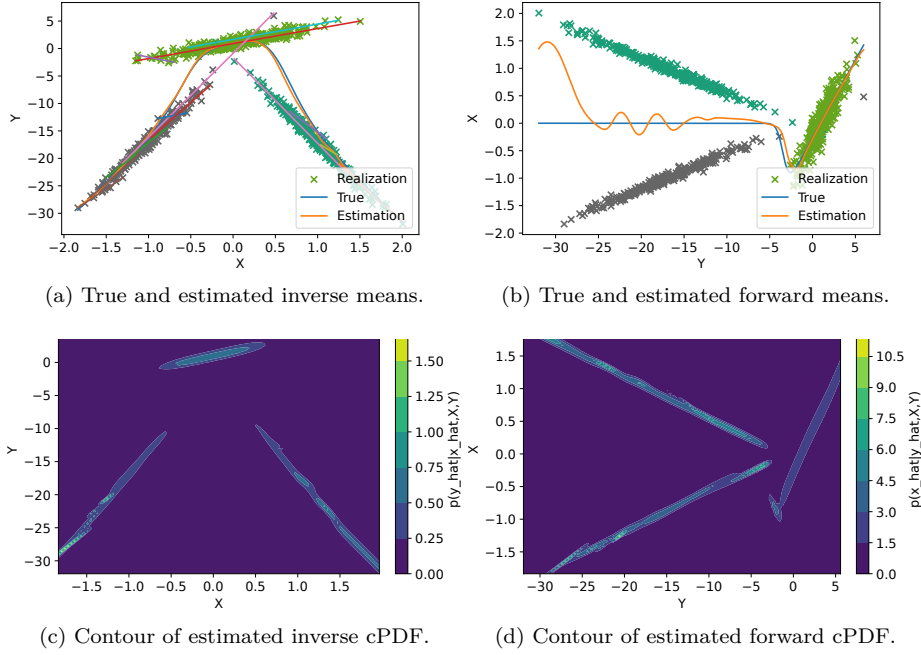 5
0
−5
−10
−15
−20
−25
−30
Y
−2.0 −1.5 −1.0 −0.5 0.0 0.5 1.0 1.5 2.0
X
Realization
True
Estimation
(a) True and estimated inverse means.
2.0
1.5
1.0
0.5
0.0
−0.5
−1.0
−1.5
−2.0
X
−30 −25 −20 −15 −10 −5 0 5
Y
Realization
True
Estimation
(b) True and estimated forward means.
0
−5
−10
−15
−20
−25
−30
Y
−1.5 −1.0 −0.5 0.0 0.5 1.0 1.5
X
1.50
1.25
1.00
0.75
0.50
0.25
0.00
p(y_hat|x_hat,X,Y)
(c) Contour of estimated inverse cPDF.
1.5
1.0
0.5
0.0
−0.5
−1.0
−1.5
X
−30 −25 −20 −15 −10 −5 0 5
Y
10.5
9.0
7.5
6.0
4.5
3.0
1.5
0.0
p(x_hat|y_hat,X,Y)
(d) Contour of estimated forward cPDF.